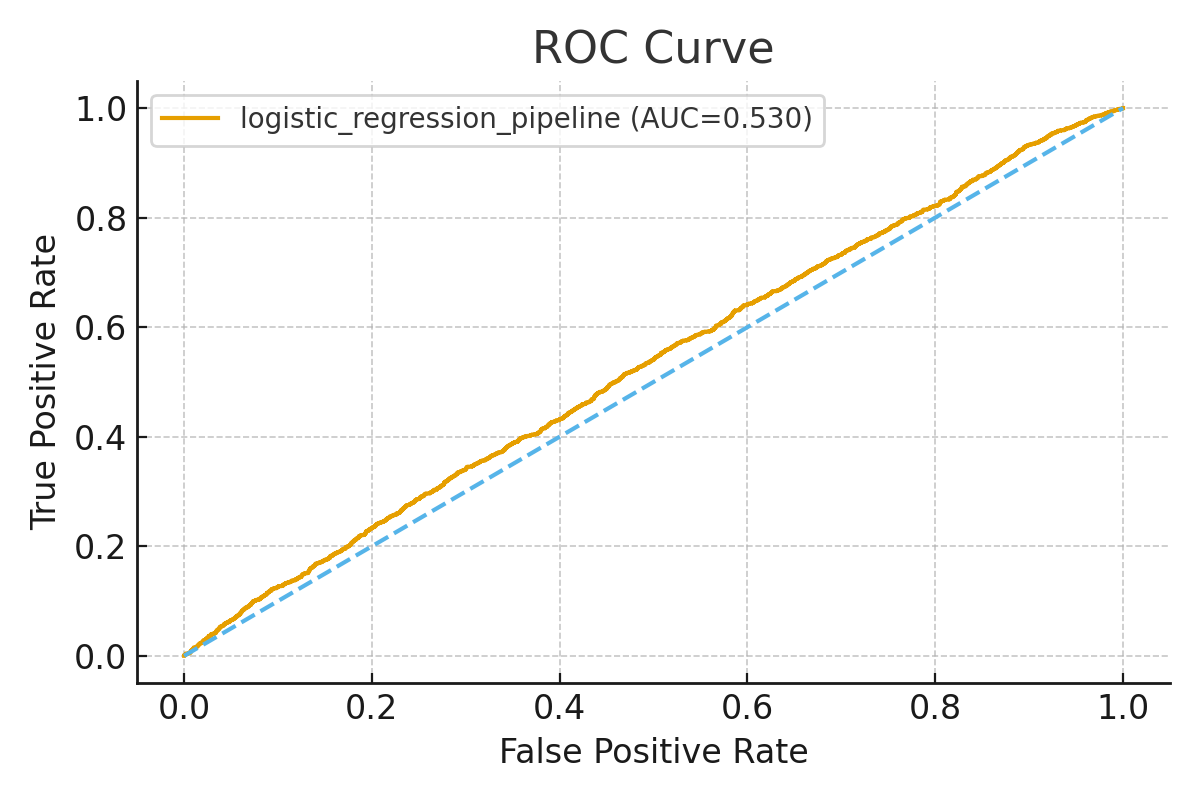 ROC Curve
logistic_regression_pipeline (AUC=0.530)
True Positive Rate
1.0
0.8
0.6
0.4
0.2
0.0
0.0 0.2 0.4 0.6 0.8 1.0
False Positive Rate